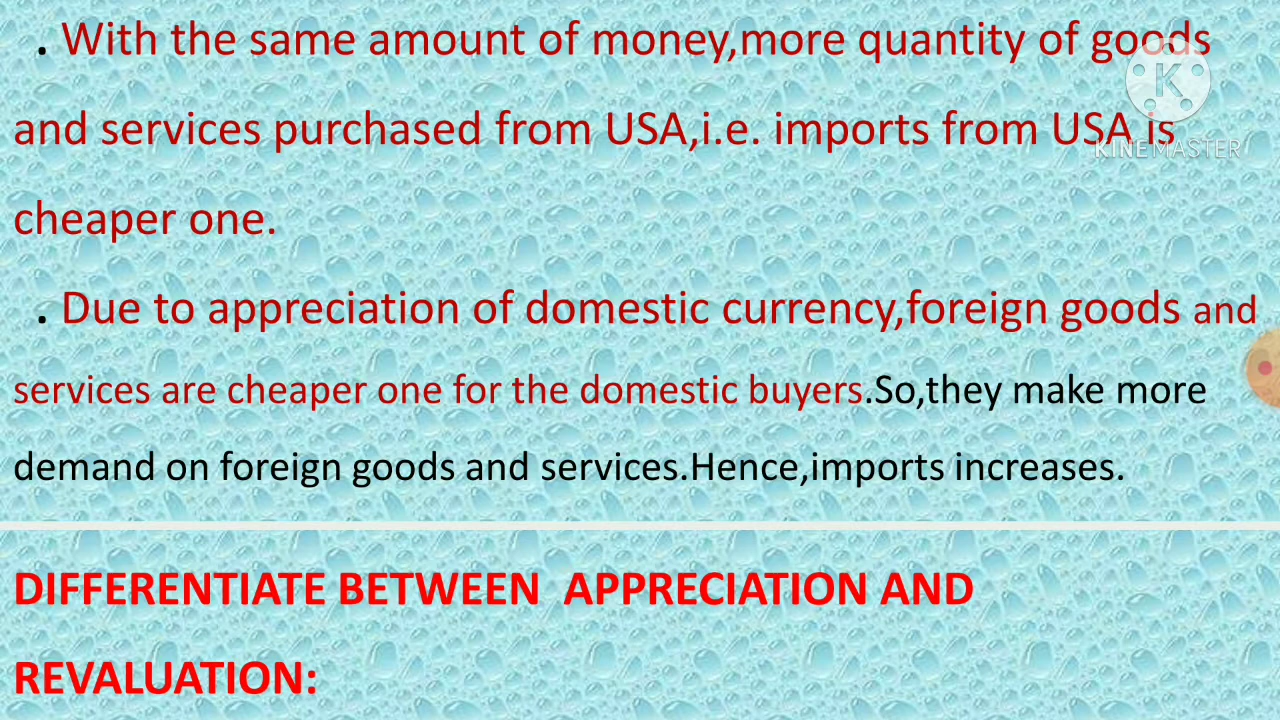 . With the same amount of money,more quantity of goods
and services purchased from USA,i.e. imports from USA is
cheaper one.
. Due to appreciation of domestic currency,foreign goods and
services are cheaper one for the domestic buyers.So,they make more
demand on foreign goods and services.Hence,imports increases.
DIFFERENTIATE BETWEEN APPRECIATION AND
REVALUATION:
K
KINEMASTER